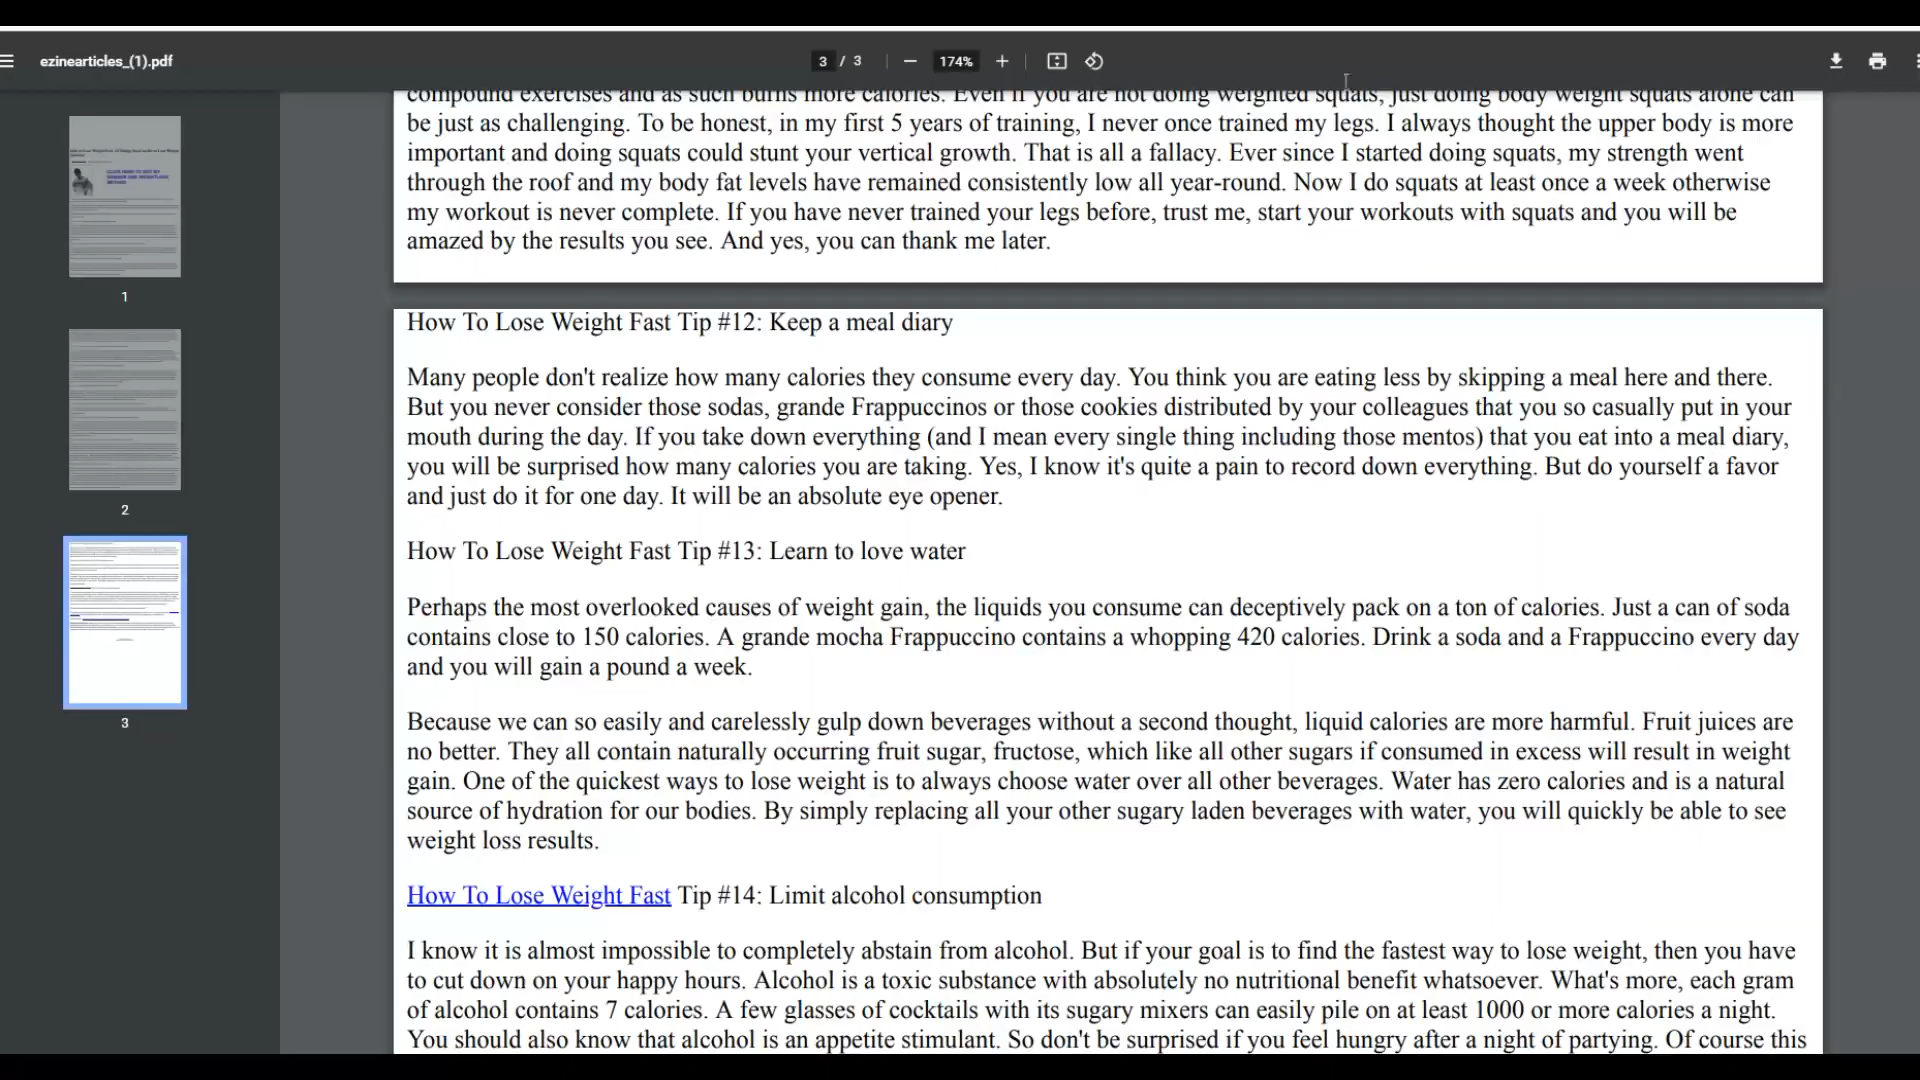 ezinearticles_(1).pdf
3 / 3
174%
compound exercises and as such burns more calories. Even if you are not doing weighted squats, just doing body weight squats alone can
be just as challenging. To be honest, in my first 5 years of training, I never once trained my legs. I always thought the upper body is more
important and doing squats could stunt your vertical growth. That is all a fallacy. Ever since I started doing squats, my strength went
through the roof and my body fat levels have remained consistently low all year-round. Now I do squats at least once a week otherwise
my workout is never complete. If you have never trained your legs before, trust me, start your workouts with squats and you will be
amazed by the results you see. And yes, you can thank me later.
1
2
3
How To Lose Weight Fast Tip #12: Keep a meal diary
Many people don't realize how many calories they consume every day. You think you are eating less by skipping a meal here and there.
But you never consider those sodas, grande Frappuccinos or those cookies distributed by your colleagues that you so casually put in your
mouth during the day. If you take down everything (and I mean every single thing including those mentos) that you eat into a meal diary,
you will be surprised how many calories you are taking. Yes, I know it's quite a pain to record down everything. But do yourself a favor
and just do it for one day. It will be an absolute eye opener.
How To Lose Weight Fast Tip #13: Learn to love water
Perhaps the most overlooked causes of weight gain, the liquids you consume can deceptively pack on a ton of calories. Just a can of soda
contains close to 150 calories. A grande mocha Frappuccino contains a whopping 420 calories. Drink a soda and a Frappuccino every day
and you will gain a pound a week.
Because we can so easily and carelessly gulp down beverages without a second thought, liquid calories are more harmful. Fruit juices are
no better. They all contain naturally occurring fruit sugar, fructose, which like all other sugars if consumed in excess will result in weight
gain. One of the quickest ways to lose weight is to always choose water over all other beverages. Water has zero calories and is a natural
source of hydration for our bodies. By simply replacing all your other sugary laden beverages with water, you will quickly be able to see
weight loss results.
How To Lose Weight Fast Tip #14: Limit alcohol consumption
I know it is almost impossible to completely abstain from alcohol. But if your goal is to find the fastest way to lose weight, then you have
to cut down on your happy hours. Alcohol is a toxic substance with absolutely no nutritional benefit whatsoever. What's more, each gram
of alcohol contains 7 calories. A few glasses of cocktails with its sugary mixers can easily pile on at least 1000 or more calories a night.
You should also know that alcohol is an appetite stimulant. So don't be surprised if you feel hungry after a night of partying. Of course this